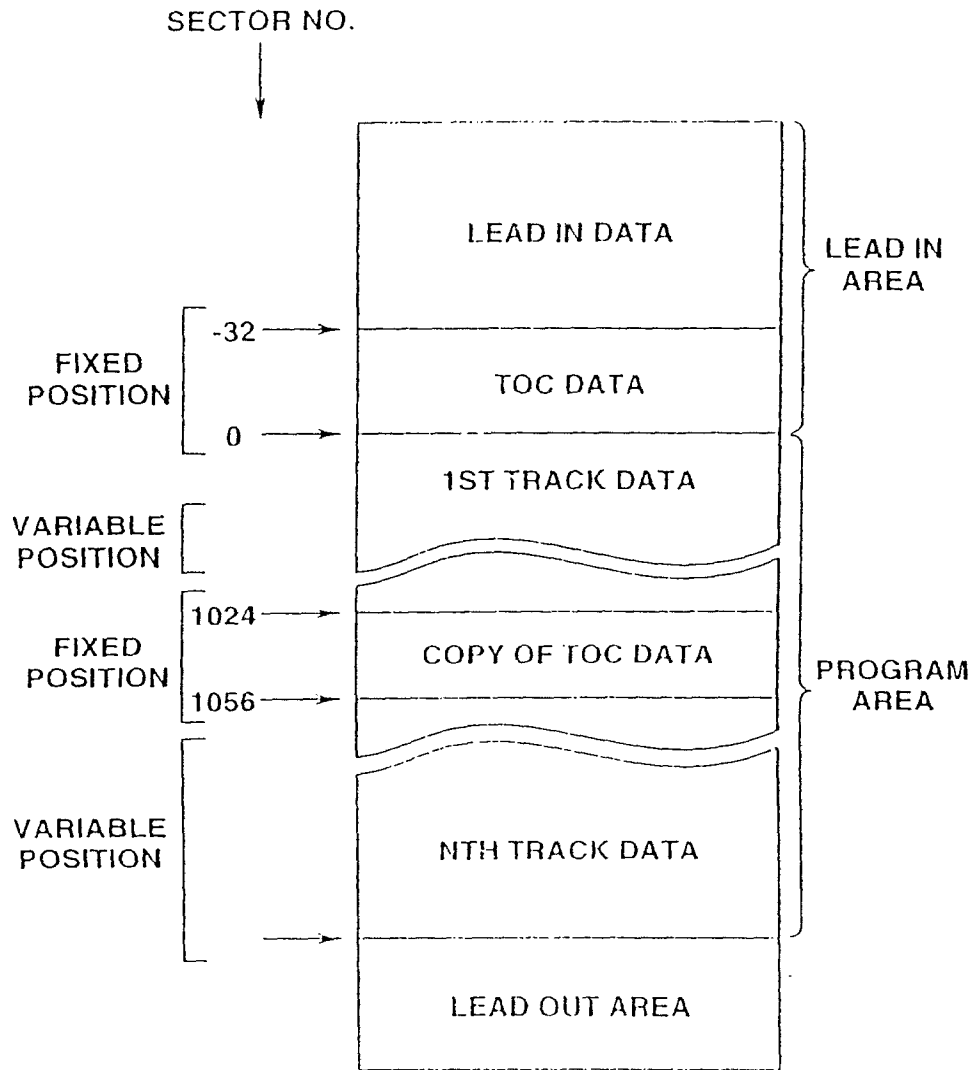 SECTOR NO.
LEAD IN DATA
LEAD IN
AREA
-32
FIXED
POSITION
TOC DATA
0
1ST TRACK DATA
VARIABLE
POSITION
1024
FIXED
POSITION
COPY OF TOC DATA
1056
PROGRAM
AREA
VARIABLE
POSITION
NTH TRACK DATA
LEAD OUT AREA